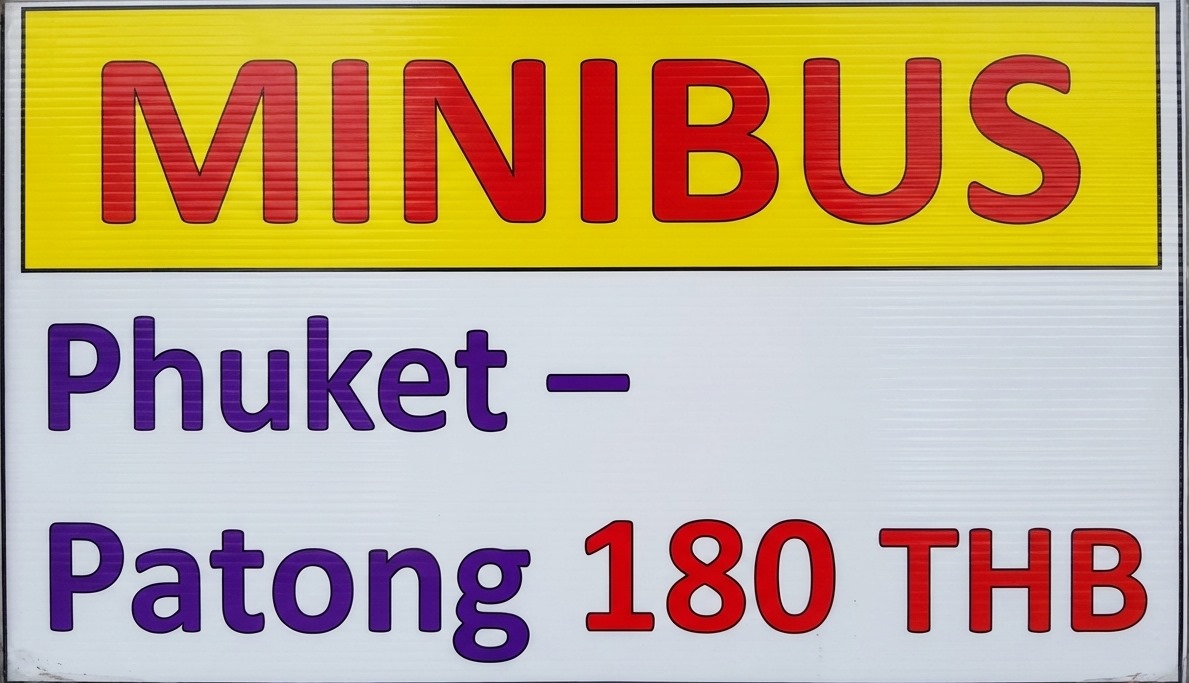 MINIBUS
Phuket –
Patong 180 THB